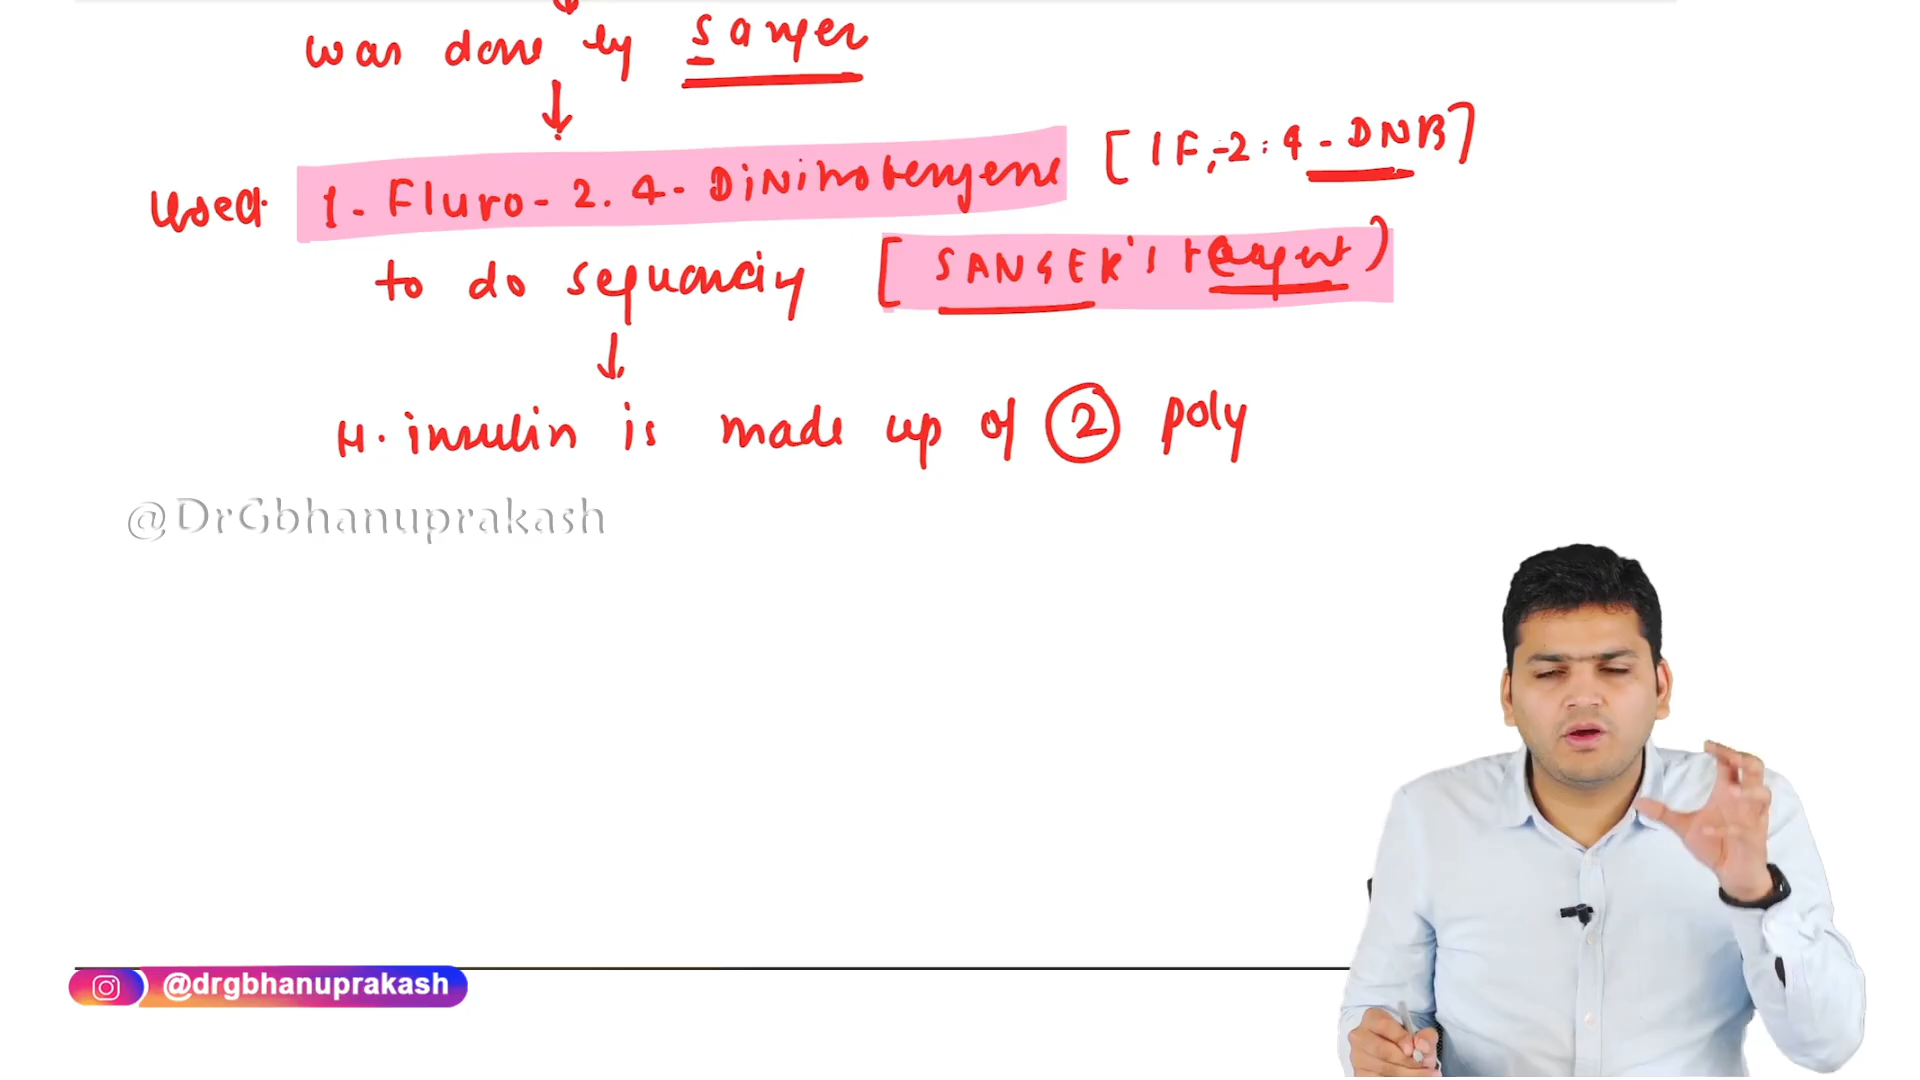 was done by Sanger
used 1-Fluro-2.4-DiNitrobenzene [1F,-2:4-DNB]
to do sequencing [SANGER's reagent)
H. insulin is made up of 2 poly
@DrGbhanuprakash
@drgbhanuprakash